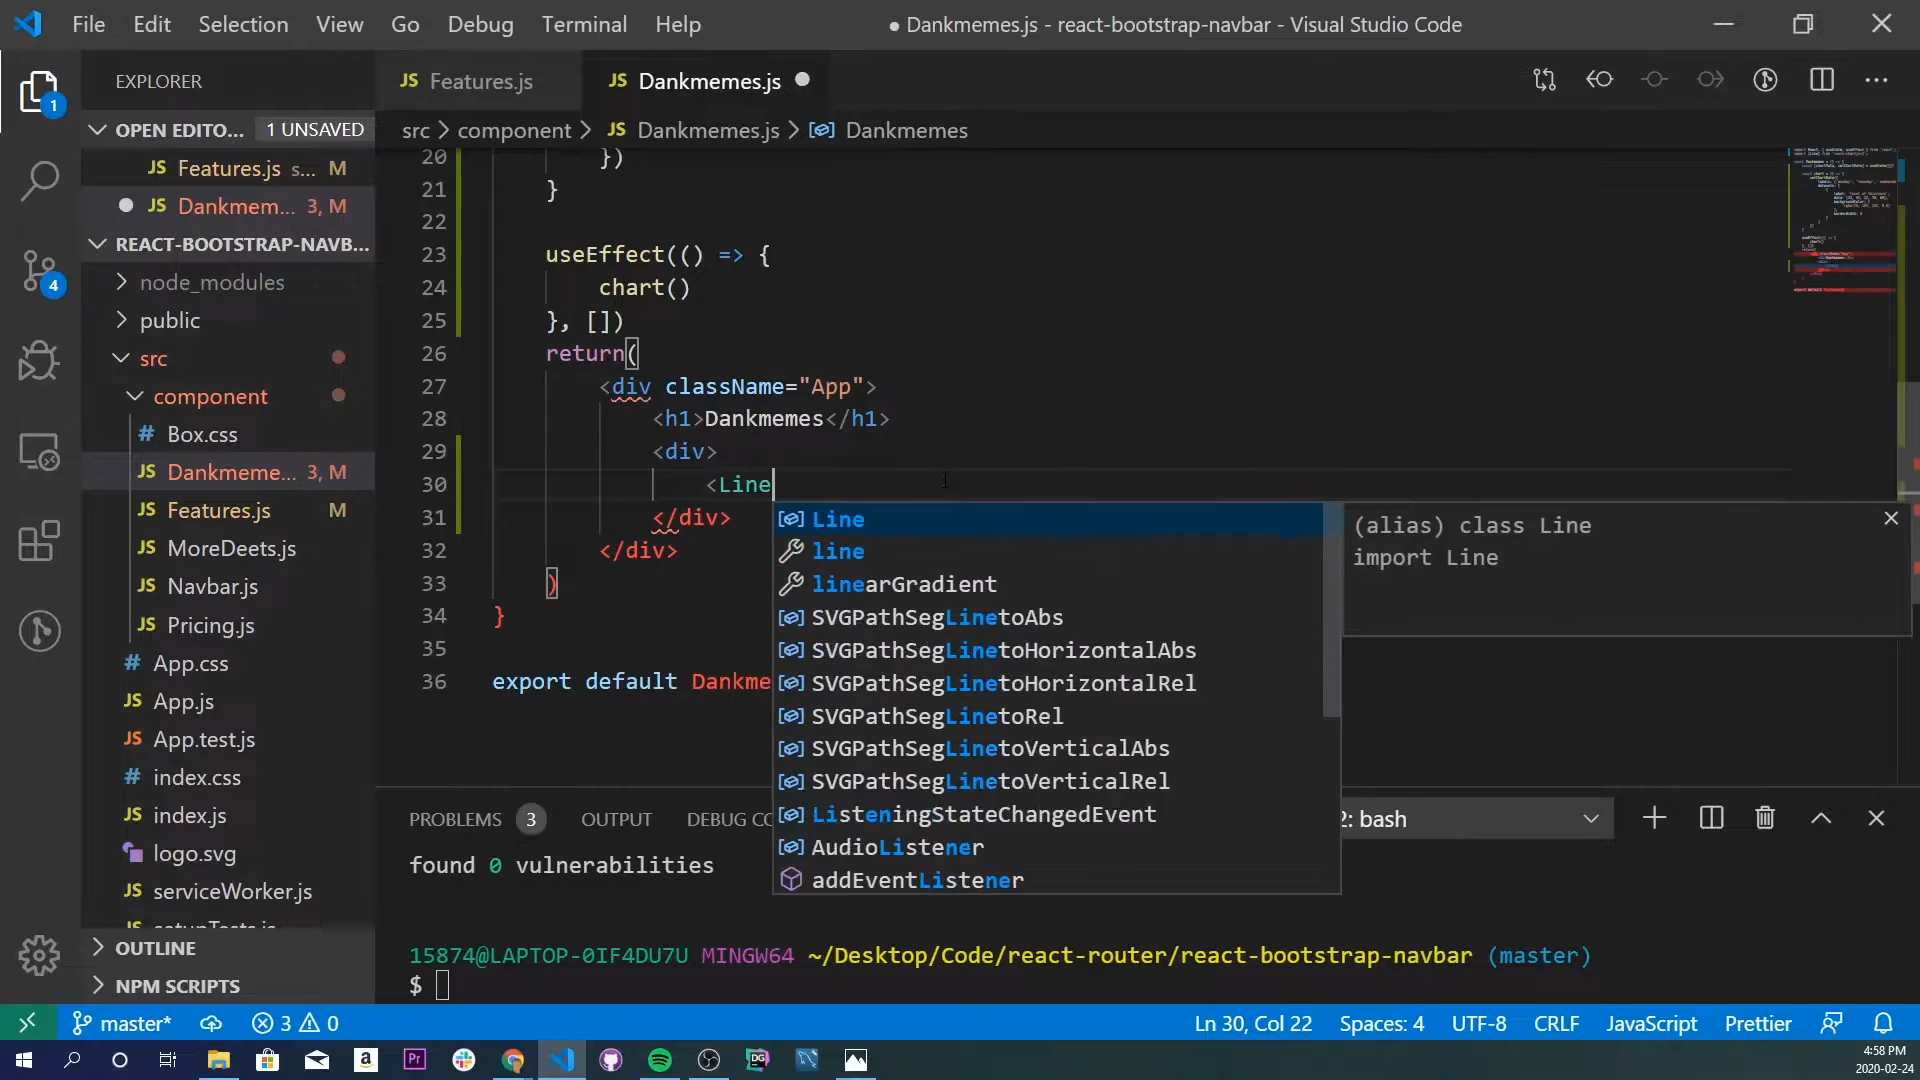 File Edit Selection View Go Debug Terminal Help
● Dankmemes.js - react-bootstrap-navbar - Visual Studio Code
EXPLORER
OPEN EDITO... 1 UNSAVED
JS Features.js s... M
JS Dankmem... 3, M
REACT-BOOTSTRAP-NAVB...
node_modules
public
src
component
# Box.css
JS Dankmeme... 3, M
JS Features.js M
JS MoreDeets.js
JS Navbar.js
JS Pricing.js
# App.css
JS App.js
JS App.test.js
# index.css
JS index.js
logo.svg
JS serviceWorker.js
OUTLINE
NPM SCRIPTS
1
4
JS Features.js JS Dankmemes.js
src > component > JS Dankmemes.js > Dankmemes
20 })
21 }
22
23 useEffect(() => {
24 chart()
25 }, [])
26 return(
27 <div className="App">
28 <h1>Dankmemes</h1>
29 <div>
30 <Line
31 </div>
32 </div>
33 )
34 }
35
36 export default Dankme
Line
line
linearGradient
SVGPathSegLinetoAbs
SVGPathSegLinetoHorizontalAbs
SVGPathSegLinetoHorizontalRel
SVGPathSegLinetoRel
SVGPathSegLinetoVerticalAbs
SVGPathSegLinetoVerticalRel
ListeningStateChangedEvent
AudioListener
addEventListener
(alias) class Line
import Line
PROBLEMS 3 OUTPUT DEBUG CO
2: bash
found 0 vulnerabilities
15874@LAPTOP-0IF4DU7U MINGW64 ~/Desktop/Code/react-router/react-bootstrap-navbar (master)
$
master* 3 0
Ln 30, Col 22 Spaces: 4 UTF-8 CRLF JavaScript Prettier
4:58 PM
2020-02-24